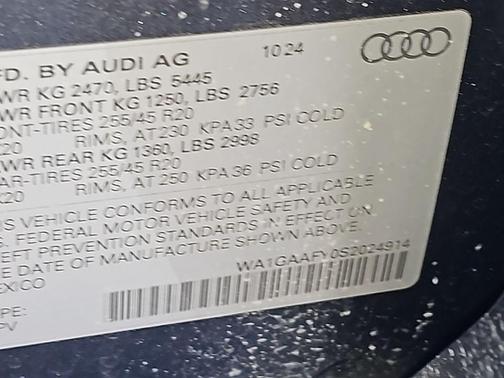 FD. BY AUDI AG 1024
WR KG 2470, LBS 5445
WR FRONT KG 1250, LBS 2756
ONT-TIRES 255/45 R20
20 RIMS, AT 230 KPA 33 PSI COLD
WR REAR KG 1360, LBS 2998
AR-TIRES 255/45 R20
20 RIMS, AT 250 KPA 36 PSI COLD
IS VEHICLE CONFORMS TO ALL APPLICABLE
S. FEDERAL MOTOR VEHICLE SAFETY AND
EFT PREVENTION STANDARDS IN EFFECT ON
E DATE OF MANUFACTURE SHOWN ABOVE.
EXICO
WA1GAAFY0S2024914
PE:
PV